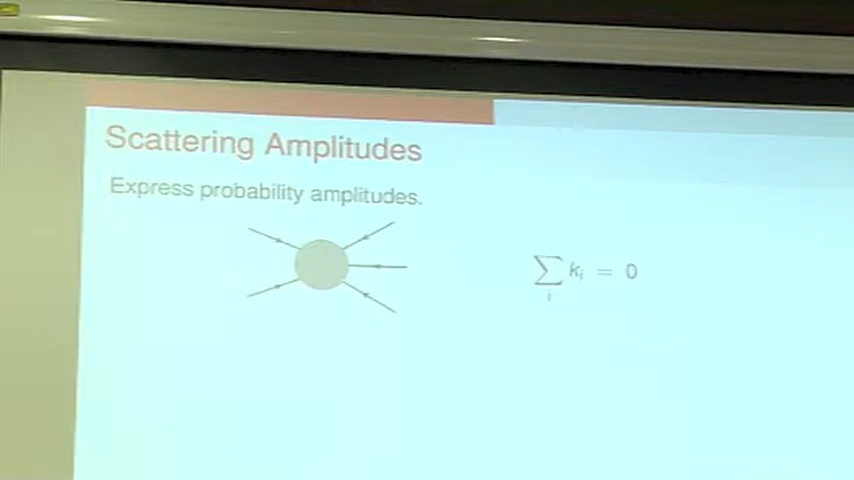 Scattering Amplitudes
Express probability amplitudes.
∑ᵢ kᵢ = 0